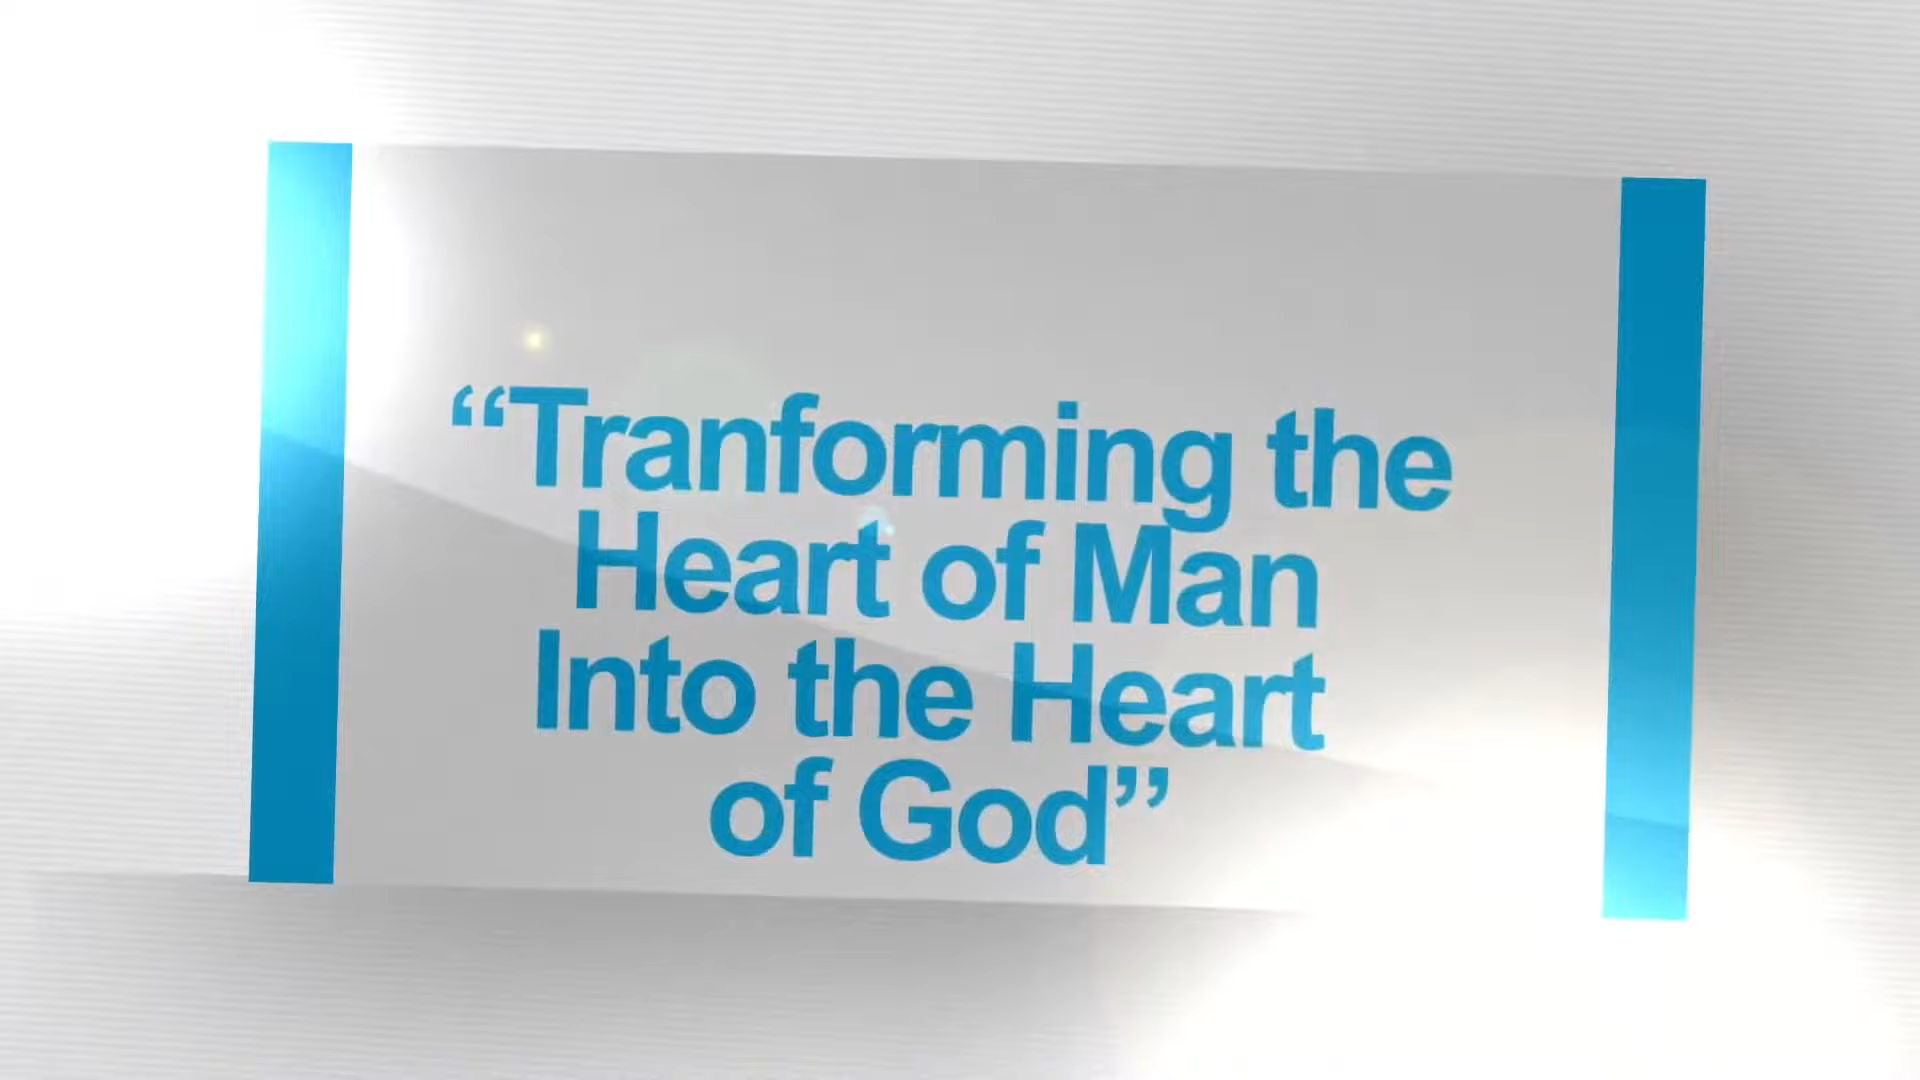 “Tranforming the
Heart of Man
Into the Heart
of God”